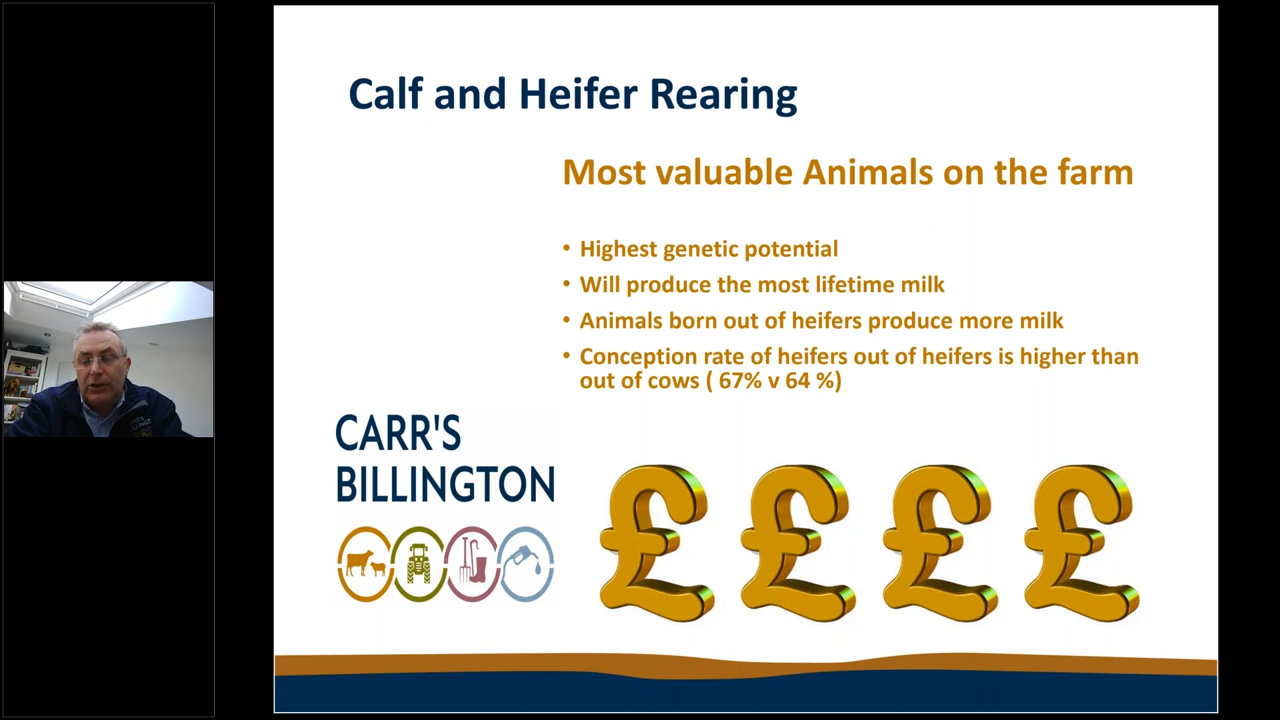 Calf and Heifer Rearing
Most valuable Animals on the farm
• Highest genetic potential
• Will produce the most lifetime milk
• Animals born out of heifers produce more milk
• Conception rate of heifers out of heifers is higher than
out of cows ( 67% v 64 %)
CARR'S
BILLINGTON
£ £ £ £